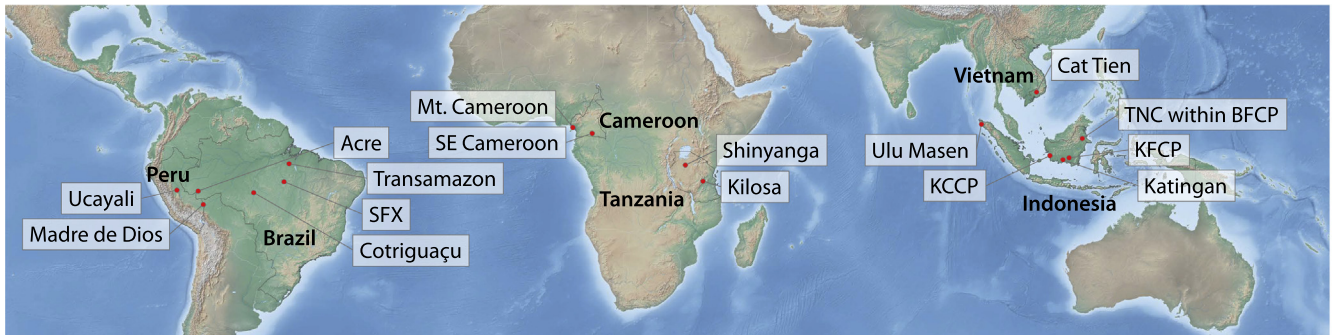 Vietnam
Cat Tien
Mt. Cameroon
Cameroon
TNC within BFCP
Acre
SE Cameroon
Shinyanga
Ulu Masen
KFCP
Peru
Transamazon
Kilosa
KCCP
Katingan
Ucayali
Tanzania
Indonesia
SFX
Madre de Dios
Brazil
Cotriguaçu